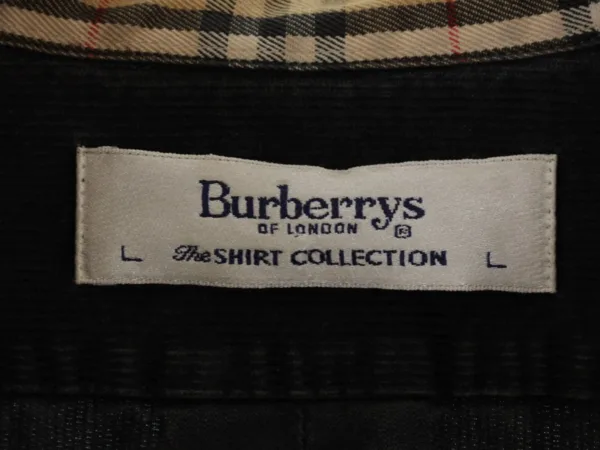 Burberrys
OF LONDON ®
L The SHIRT COLLECTION L